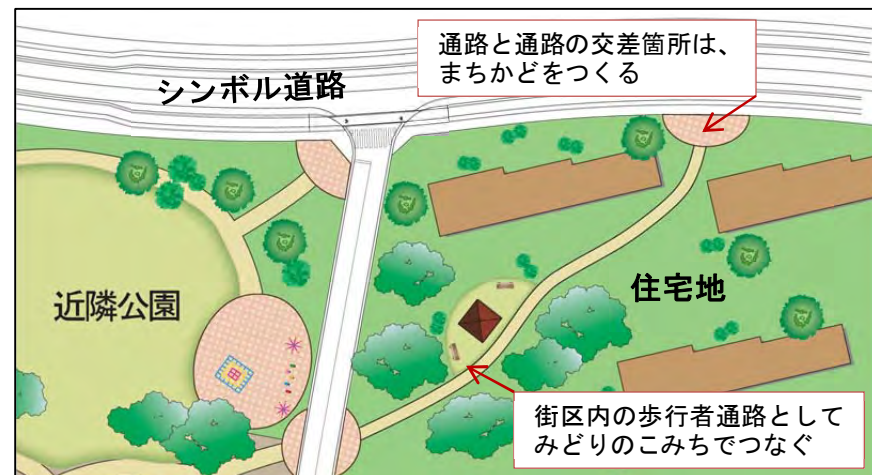 通路と通路の交差箇所は、
まちかどをつくる
シンボル道路
近隣公園
住宅地
街区内の歩行者通路として
みどりのこみちでつなぐ